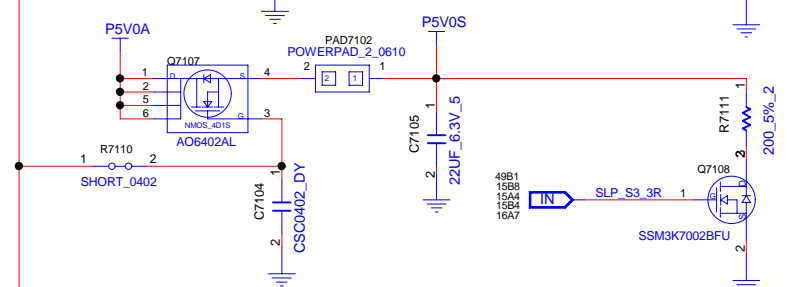 P5V0A
P5V0S
PAD7102
POWERPAD_2_0610
Q7107
2
2
1
1
1
D
S
4
2
5
6
G
3
NMOS_4D1S
AO6402AL
1
R7110
2
SHORT_0402
1
C7104
2
CSC0402_DY
1
C7105
2
22UF_6.3V_5
1
R7111
2
200_5%_2
49B1
15B8
15A4
15B4
16A7
IN
SLP_S3_3R
1
Q7108
3
D
G
S
SSM3K7002BFU
2